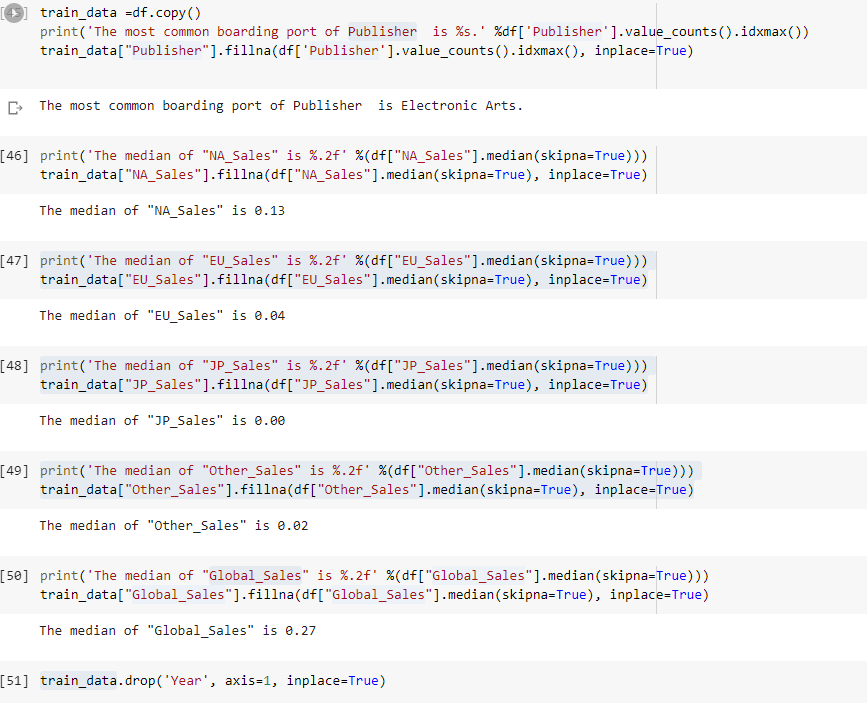 train_data =df.copy()
print('The most common boarding port of Publisher  is %s.' %df['Publisher'].value_counts().idxmax())
train_data["Publisher"].fillna(df['Publisher'].value_counts().idxmax(), inplace=True)
The most common boarding port of Publisher  is Electronic Arts.
[46] print('The median of "NA_Sales" is %.2f' %(df["NA_Sales"].median(skipna=True)))
train_data["NA_Sales"].fillna(df["NA_Sales"].median(skipna=True), inplace=True)
The median of "NA_Sales" is 0.13
[47] print('The median of "EU_Sales" is %.2f' %(df["EU_Sales"].median(skipna=True)))
train_data["EU_Sales"].fillna(df["EU_Sales"].median(skipna=True), inplace=True)
The median of "EU_Sales" is 0.04
[48] print('The median of "JP_Sales" is %.2f' %(df["JP_Sales"].median(skipna=True)))
train_data["JP_Sales"].fillna(df["JP_Sales"].median(skipna=True), inplace=True)
The median of "JP_Sales" is 0.00
[49] print('The median of "Other_Sales" is %.2f' %(df["Other_Sales"].median(skipna=True)))
train_data["Other_Sales"].fillna(df["Other_Sales"].median(skipna=True), inplace=True)
The median of "Other_Sales" is 0.02
[50] print('The median of "Global_Sales" is %.2f' %(df["Global_Sales"].median(skipna=True)))
train_data["Global_Sales"].fillna(df["Global_Sales"].median(skipna=True), inplace=True)
The median of "Global_Sales" is 0.27
[51] train_data.drop('Year', axis=1, inplace=True)